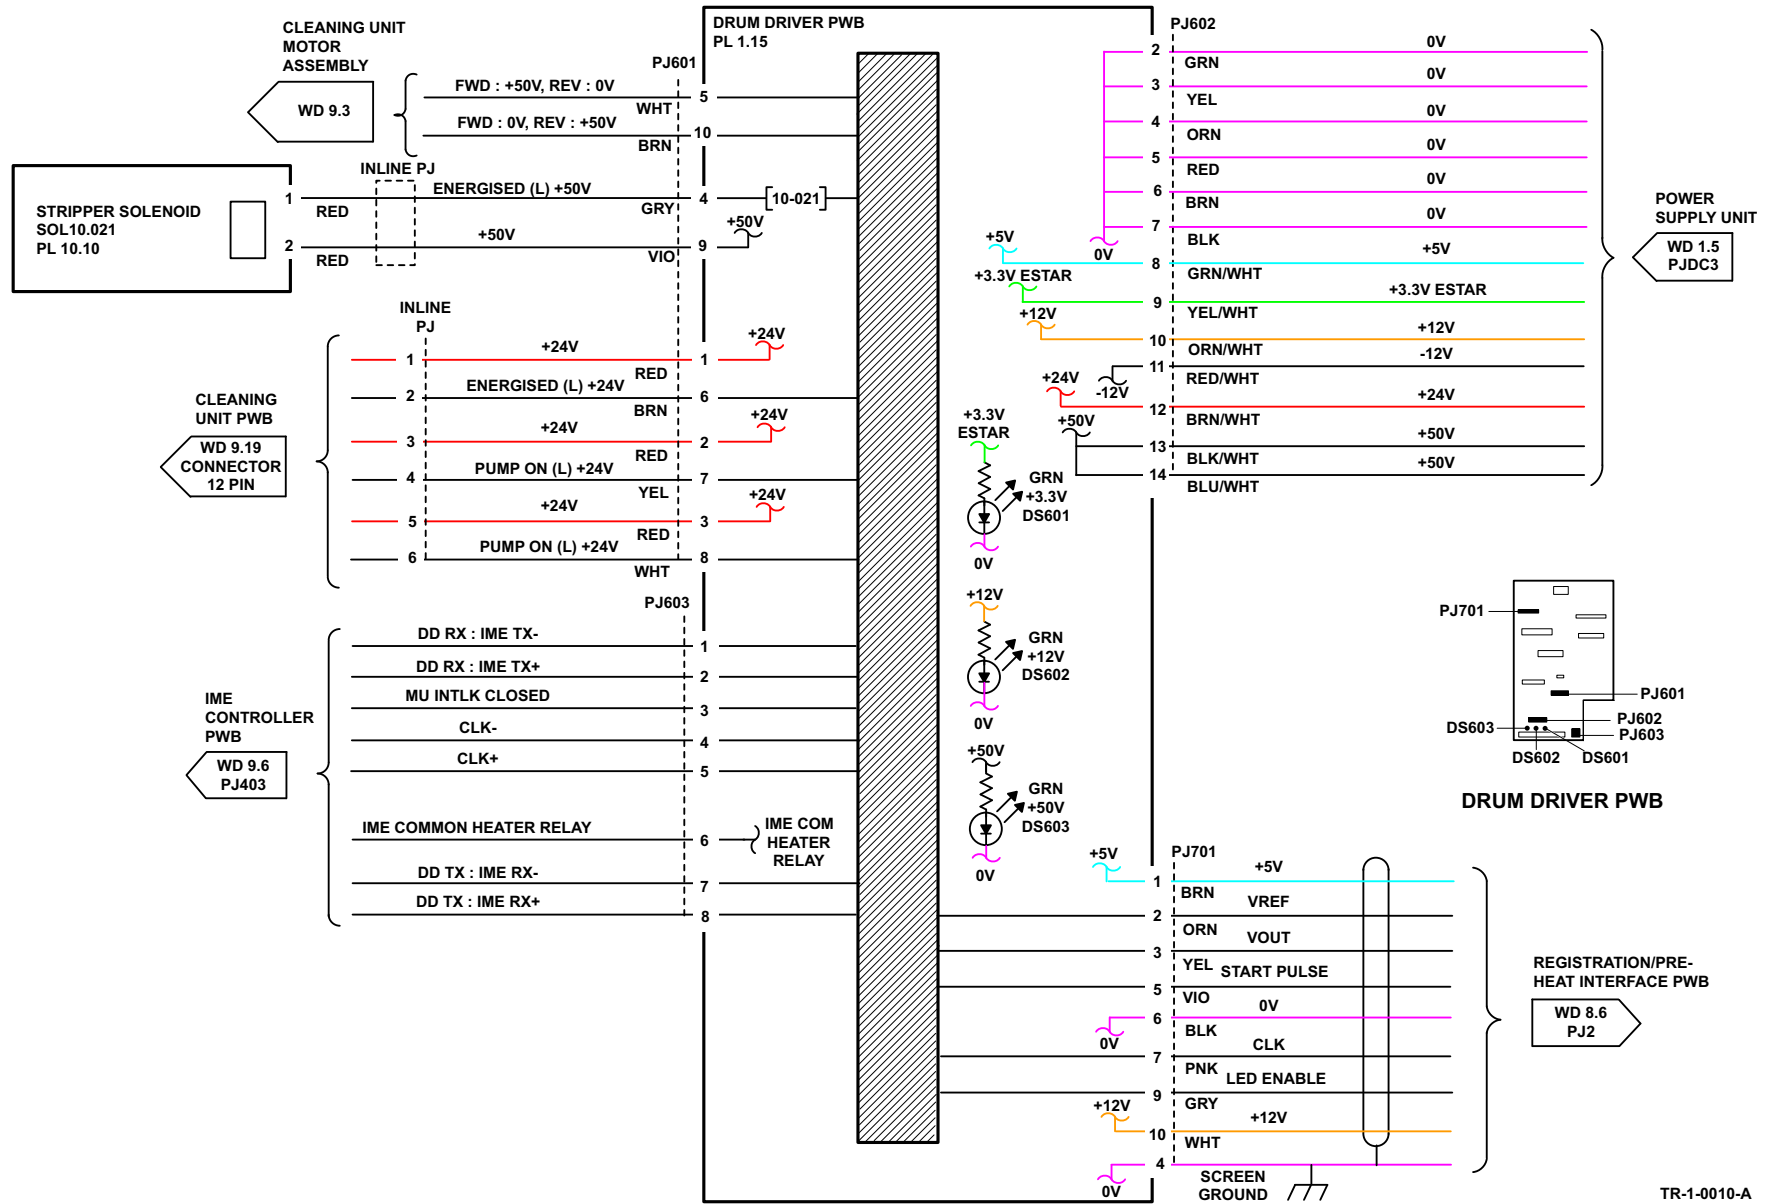 CLEANING UNIT
MOTOR
ASSEMBLY
WD 9.3
DRUM DRIVER PWB
PL 1.15
PJ601
FWD : +50V, REV : 0V
WHT
5
FWD : 0V, REV : +50V
BRN
10
INLINE PJ
STRIPPER SOLENOID
SOL10.021
PL 10.10
1
RED
ENERGISED (L) +50V
GRY
4
10-021
2
RED
+50V
VIO
9
+50V
INLINE
PJ
CLEANING
UNIT PWB
WD 9.19
CONNECTOR
12 PIN
1
+24V
RED
1
+24V
2
ENERGISED (L) +24V
BRN
6
3
+24V
RED
2
+24V
4
PUMP ON (L) +24V
YEL
7
5
+24V
RED
3
+24V
6
PUMP ON (L) +24V
WHT
8
PJ603
IME
CONTROLLER
PWB
WD 9.6
PJ403
DD RX : IME TX-
1
DD RX : IME TX+
2
MU INTLK CLOSED
3
CLK-
4
CLK+
5
IME COMMON HEATER RELAY
6
IME COM
HEATER
RELAY
DD TX : IME RX-
7
DD TX : IME RX+
8
PJ602
2
GRN
0V
3
YEL
0V
4
ORN
0V
5
RED
0V
6
BRN
0V
7
BLK
0V
0V
+5V
8
GRN/WHT
+5V
+3.3V ESTAR
9
YEL/WHT
+3.3V ESTAR
+12V
10
ORN/WHT
+12V
-12V
11
RED/WHT
-12V
+24V
12
BRN/WHT
+24V
+50V
13
BLK/WHT
+50V
14
BLU/WHT
+50V
POWER
SUPPLY UNIT
WD 1.5
PJDC3
+3.3V
ESTAR
GRN
+3.3V
DS601
0V
+12V
GRN
+12V
DS602
0V
+50V
GRN
+50V
DS603
0V
PJ701
PJ601
PJ602
PJ603
DS603
DS602
DS601
DRUM DRIVER PWB
PJ701
+5V
1
BRN
+5V
2
ORN
VREF
3
YEL
VOUT
5
VIO
START PULSE
6
BLK
0V
0V
7
PNK
CLK
9
GRY
LED ENABLE
+12V
10
WHT
+12V
4
0V
SCREEN
GROUND
REGISTRATION/PRE-
HEAT INTERFACE PWB
WD 8.6
PJ2
TR-1-0010-A